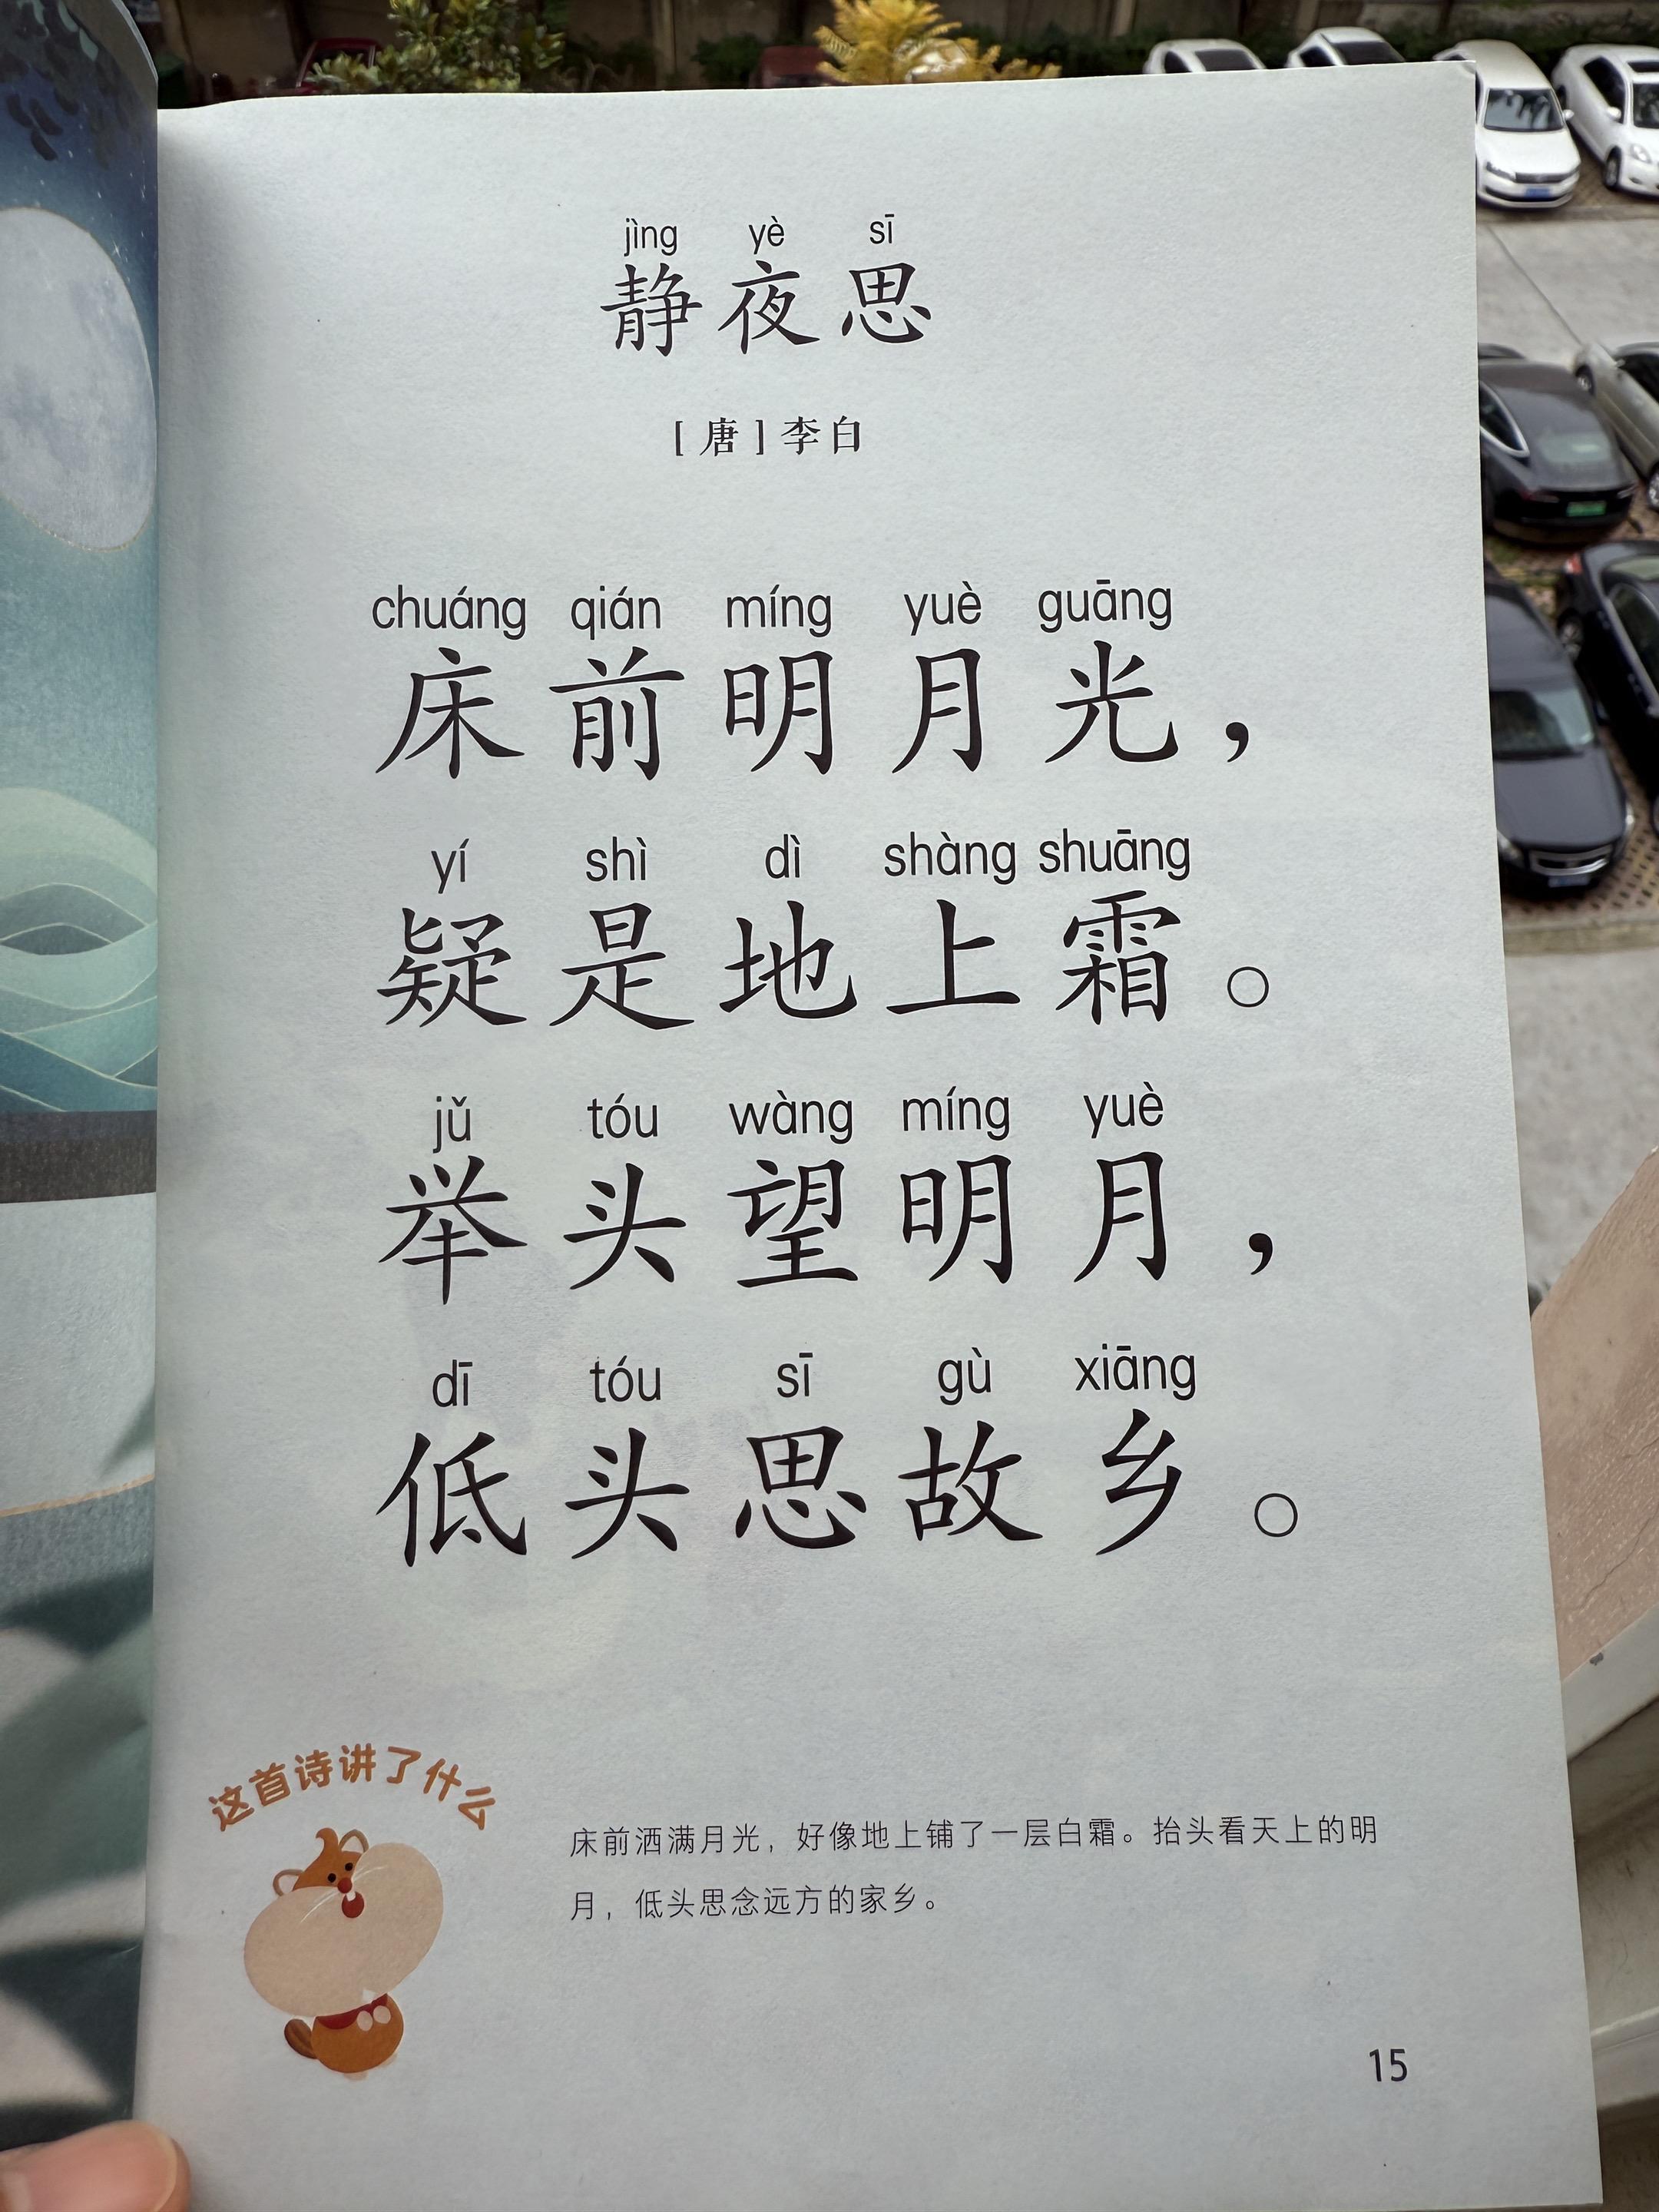 jìng yè sī
静夜思
[唐]李白
chuáng qián míng yuè guāng
床前明月光，
yí shì dì shàng shuāng
疑是地上霜。
jǔ tóu wàng míng yuè
举头望明月，
dī tóu sī gù xiāng
低头思故乡。
这首诗讲了什么
床前洒满月光，好像地上铺了一层白霜。抬头看天上的明
月，低头思念远方的家乡。
15